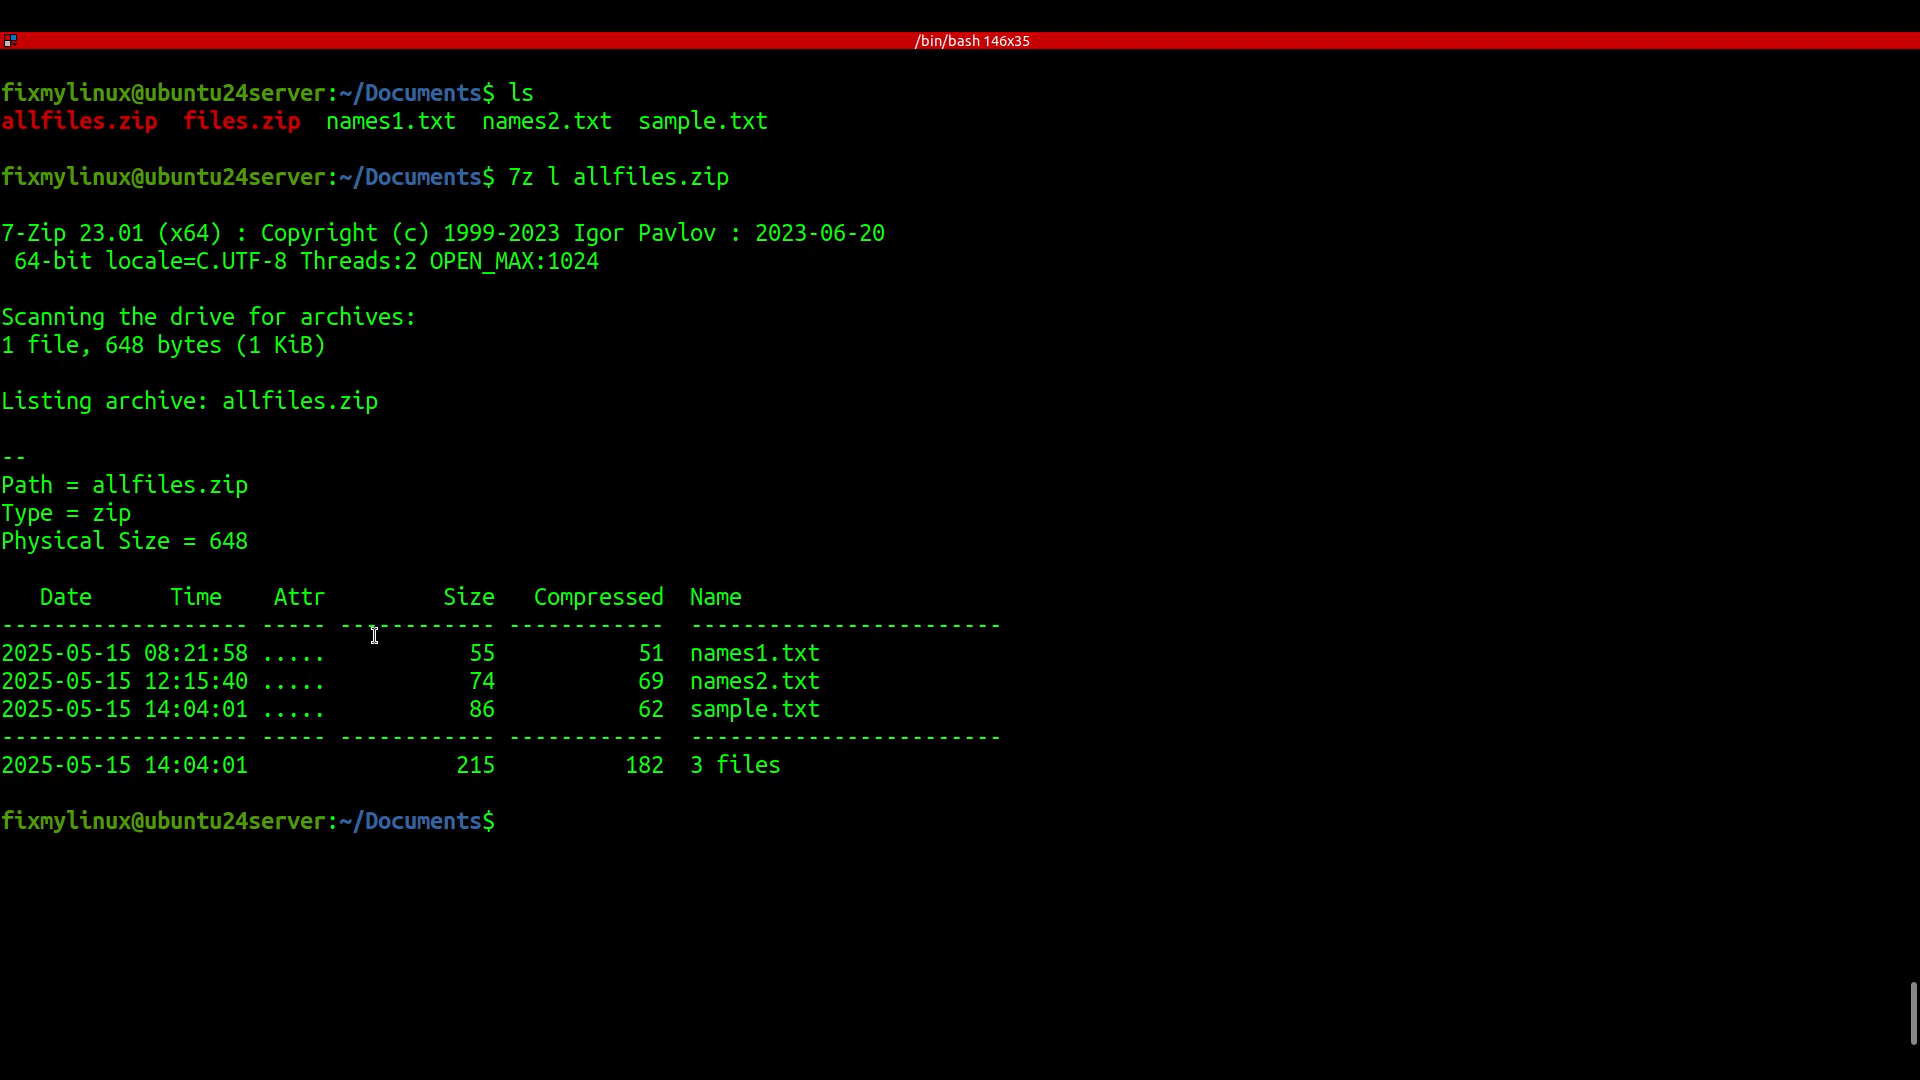 /bin/bash 146x35
fixmylinux@ubuntu24server:~/Documents$ ls
allfiles.zip  files.zip  names1.txt  names2.txt  sample.txt
fixmylinux@ubuntu24server:~/Documents$ 7z l allfiles.zip
7-Zip 23.01 (x64) : Copyright (c) 1999-2023 Igor Pavlov : 2023-06-20
 64-bit locale=C.UTF-8 Threads:2 OPEN_MAX:1024
Scanning the drive for archives:
1 file, 648 bytes (1 KiB)
Listing archive: allfiles.zip
--
Path = allfiles.zip
Type = zip
Physical Size = 648
   Date      Time    Attr         Size   Compressed  Name
------------------- ----- ------------ ------------  ------------------------
2025-05-15 08:21:58 .....           55           51  names1.txt
2025-05-15 12:15:40 .....           74           69  names2.txt
2025-05-15 14:04:01 .....           86           62  sample.txt
------------------- ----- ------------ ------------  ------------------------
2025-05-15 14:04:01                215          182  3 files
fixmylinux@ubuntu24server:~/Documents$